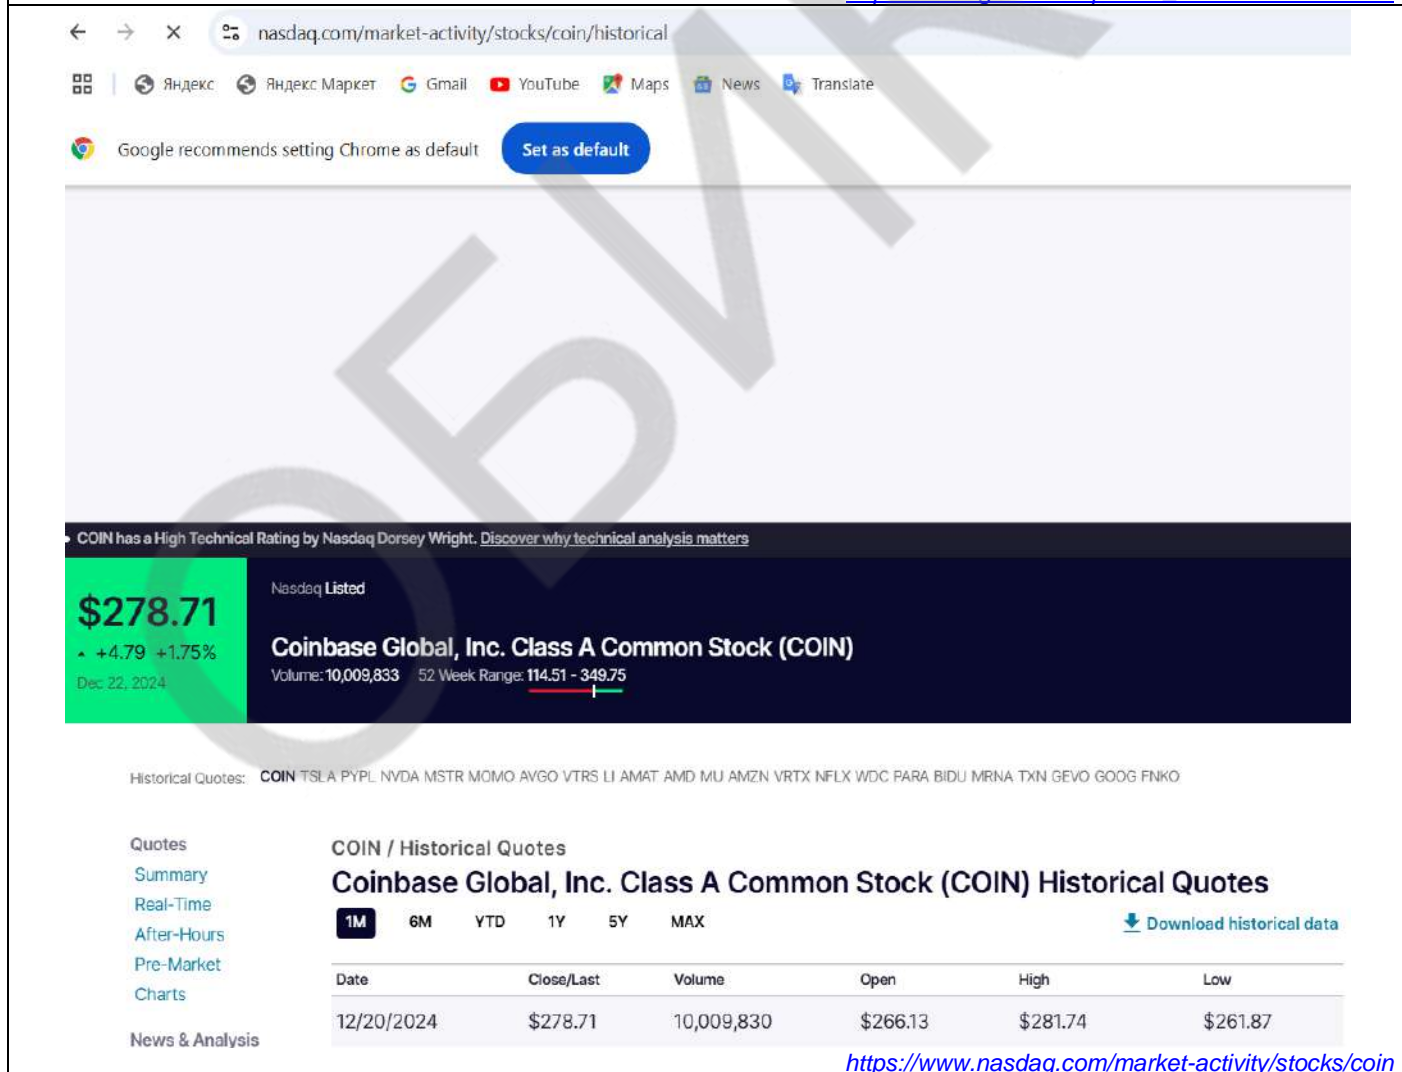 nasdaq.com/market-activity/stocks/coin/historical
Яндекс Яндекс Маркет Gmail YouTube Maps News Translate
Google recommends setting Chrome as default Set as default
ОБИК
COIN has a High Technical Rating by Nasdaq Dorsey Wright. Discover why technical analysis matters
$278.71
+4.79 +1.75%
Dec 22, 2024
Nasdaq Listed
Coinbase Global, Inc. Class A Common Stock (COIN)
Volume: 10,009,833 52 Week Range: 114.51 - 349.75
Historical Quotes: COIN TSLA PYPL NVDA MSTR MOMO AVGO VTRS LI AMAT AMD MU AMZN VRTX NFLX WDC PARA BIDU MRNA TXN GEVO GOOG FNKO
Quotes
Summary
Real-Time
After-Hours
Pre-Market
Charts
News & Analysis
COIN / Historical Quotes
Coinbase Global, Inc. Class A Common Stock (COIN) Historical Quotes
1M 6M YTD 1Y 5Y MAX Download historical data
Date Close/Last Volume Open High Low
12/20/2024 $278.71 10,009,830 $266.13 $281.74 $261.87
https://www.nasdaq.com/market-activity/stocks/coin